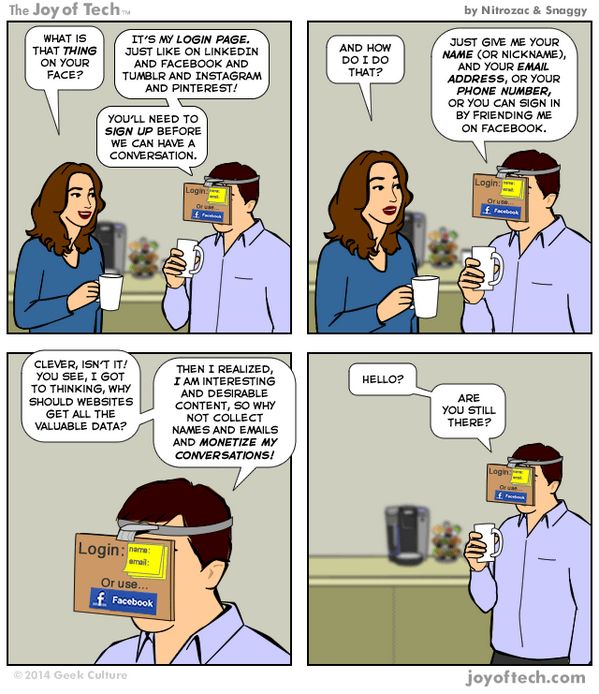 The Joy of Tech™
by Nitrozac & Snaggy
WHAT IS
THAT THING
ON YOUR
FACE?
IT'S MY LOGIN PAGE.
JUST LIKE ON LINKEDIN
AND FACEBOOK AND
TUMBLR AND INSTAGRAM
AND PINTEREST!
YOU'LL NEED TO
SIGN UP BEFORE
WE CAN HAVE A
CONVERSATION.
Login:
name:
email:
Or use...
f Facebook
AND HOW
DO I DO
THAT?
JUST GIVE ME YOUR
NAME (OR NICKNAME),
AND YOUR EMAIL
ADDRESS, OR YOUR
PHONE NUMBER,
OR YOU CAN SIGN IN
BY FRIENDING ME
ON FACEBOOK.
Login:
name:
email:
Or use...
f Facebook
CLEVER, ISN'T IT!
YOU SEE, I GOT
TO THINKING, WHY
SHOULD WEBSITES
GET ALL THE
VALUABLE DATA?
THEN I REALIZED,
I AM INTERESTING
AND DESIRABLE
CONTENT, SO WHY
NOT COLLECT
NAMES AND EMAILS
AND MONETIZE MY
CONVERSATIONS!
Login:
name:
email:
Or use...
f Facebook
HELLO?
ARE
YOU STILL
THERE?
Login:
name:
email:
Or use...
f Facebook
© 2014 Geek Culture
joyoftech.com